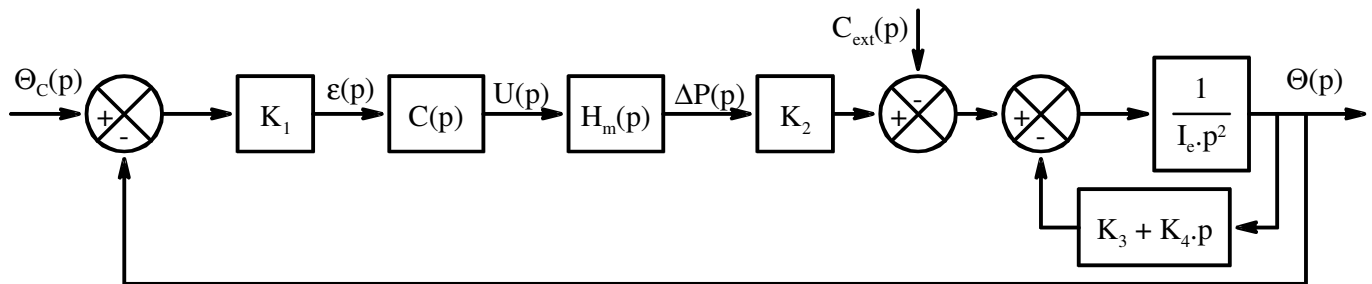 C_ext(p)
Θ_C(p)
+
-
K_1
ε(p)
C(p)
U(p)
H_m(p)
ΔP(p)
K_2
-
+
+
-
1
I_e.p²
Θ(p)
K_3 + K_4.p